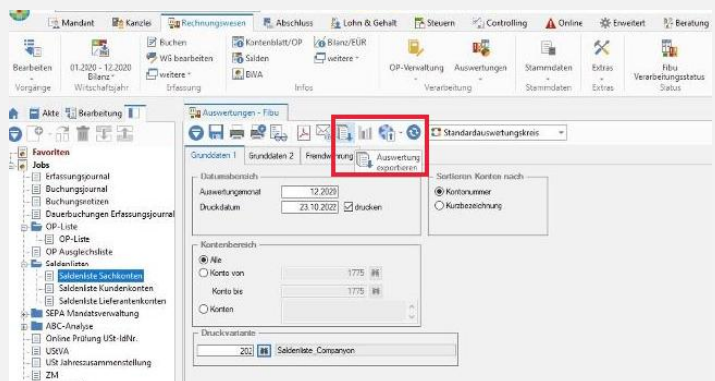 Mandant Kanzlei Rechnungswesen Abschluss Lohn & Gehalt Steuern Controlling Online Erweitert Beratung
Bearbeiten
Vorgänge
01.2020 - 12.2020
Bilanz
Wirtschaftsjahr
Buchen
WG bearbeiten
weitere
Erfassung
Kontenblatt/OP Bilanz/EÜR
Salden weitere
BWA
Infos
OP-Verwaltung Auswertungen
Verarbeitung
Stammdaten
Stammdaten
Extras
Extras
Fibu
Verarbeitungsstatus
Status
Akte Bearbeitung
Favoriten
Jobs
Erfassungsjournal
Buchungsjournal
Buchungsnotizen
Dauerbuchungen Erfassungsjournal
OP-Liste
OP-Liste
OP Ausgleichsliste
Saldenlisten
Saldenliste Sachkonten
Saldenliste Kundenkonten
Saldenliste Lieferantenkonten
SEPA Mandatsverwaltung
ABC-Analyse
Online Prüfung USt-IdNr.
UStVA
USt Jahreszusammenstellung
ZM
Auswertungen - Fibu
Standardauswertungskreis
Grunddaten 1 Grunddaten 2 Fremdwährung
Auswertung
exportieren
Datumsbereich
Auswertungsmonat 12.2020
Druckdatum 23.10.2022 drucken
Sortieren Konten nach
Kontonummer
Kurzbezeichnung
Kontenbereich
Alle
Konto von 1775
Konto bis 1775
Konten
Druckvariante
202 Saldenliste_Companyon